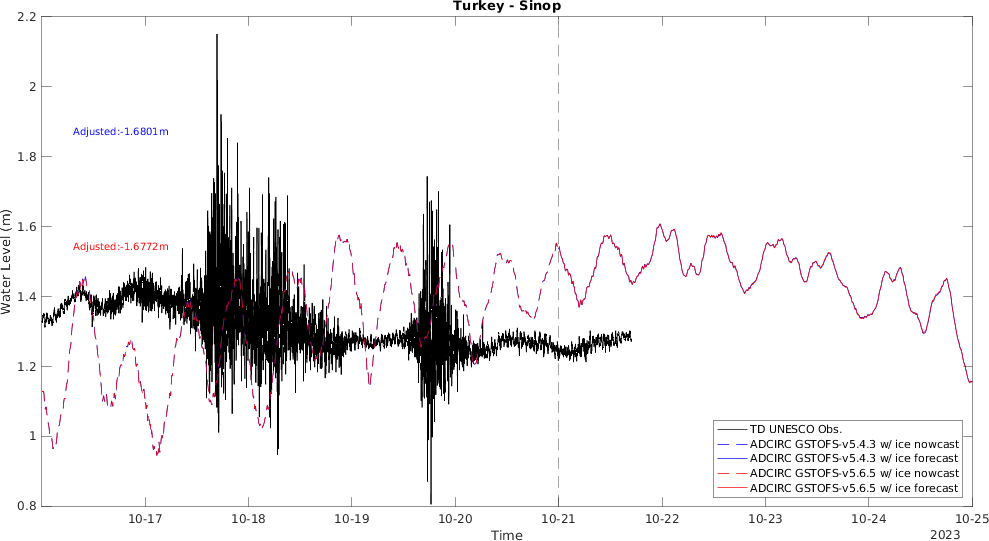 Turkey - Sinop
2.2
2
1.8
1.6
1.4
1.2
1
0.8
Water Level (m)
Adjusted:-1.6801m
Adjusted:-1.6772m
TD UNESCO Obs.
ADCIRC GSTOFS-v5.4.3 w/ ice nowcast
ADCIRC GSTOFS-v5.4.3 w/ ice forecast
ADCIRC GSTOFS-v5.6.5 w/ ice nowcast
ADCIRC GSTOFS-v5.6.5 w/ ice forecast
10-17 10-18 10-19 10-20 10-21 10-22 10-23 10-24 10-25
2023
Time